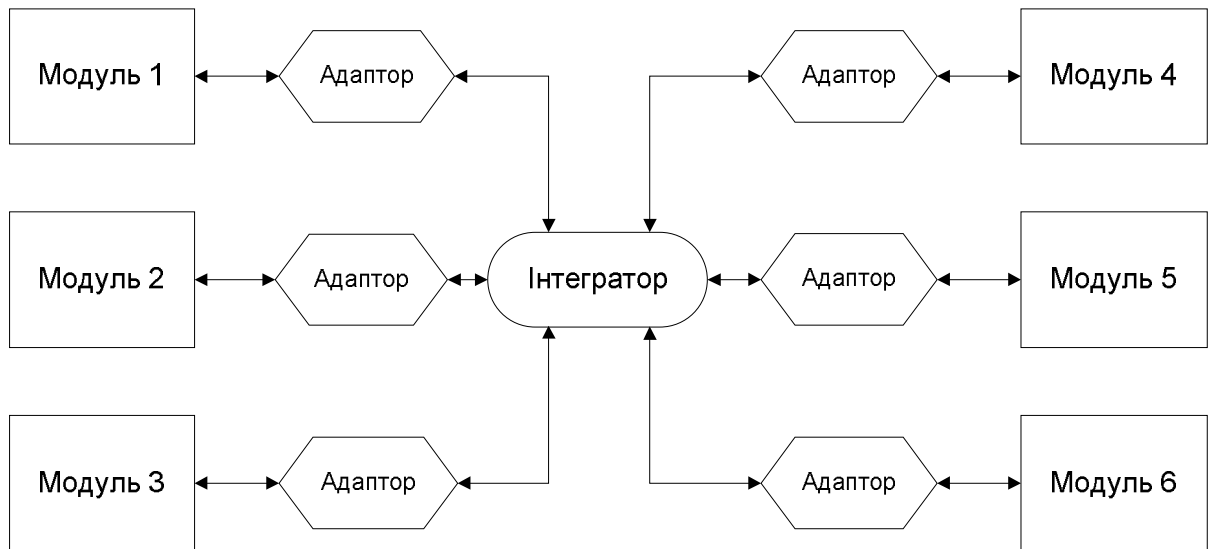 Модуль 1
Адаптор
Адаптор
Модуль 4
Модуль 2
Адаптор
Інтегратор
Адаптор
Модуль 5
Модуль 3
Адаптор
Адаптор
Модуль 6